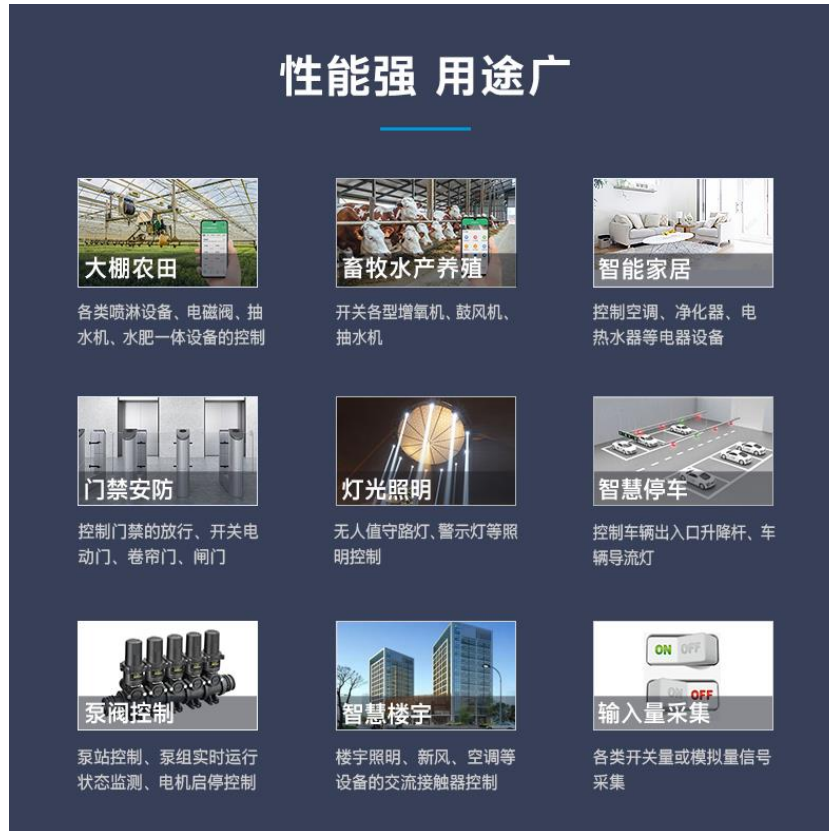 性能强 用途广
大棚农田
各类喷淋设备、电磁阀、抽
水机、水肥一体设备的控制
畜牧水产养殖
开关各型增氧机、鼓风机、
抽水机
智能家居
控制空调、净化器、电
热水器等电器设备
门禁安防
控制门禁的放行、开关电
动门、卷帘门、闸门
灯光照明
无人值守路灯、警示灯等照
明控制
智慧停车
控制车辆出入口升降杆、车
辆导流灯
泵阀控制
泵站控制、泵组实时运行
状态监测、电机启停控制
智慧楼宇
楼宇照明、新风、空调等
设备的交流接触器控制
ON OFF
ON OFF
输入量采集
各类开关量或模拟量信号
采集